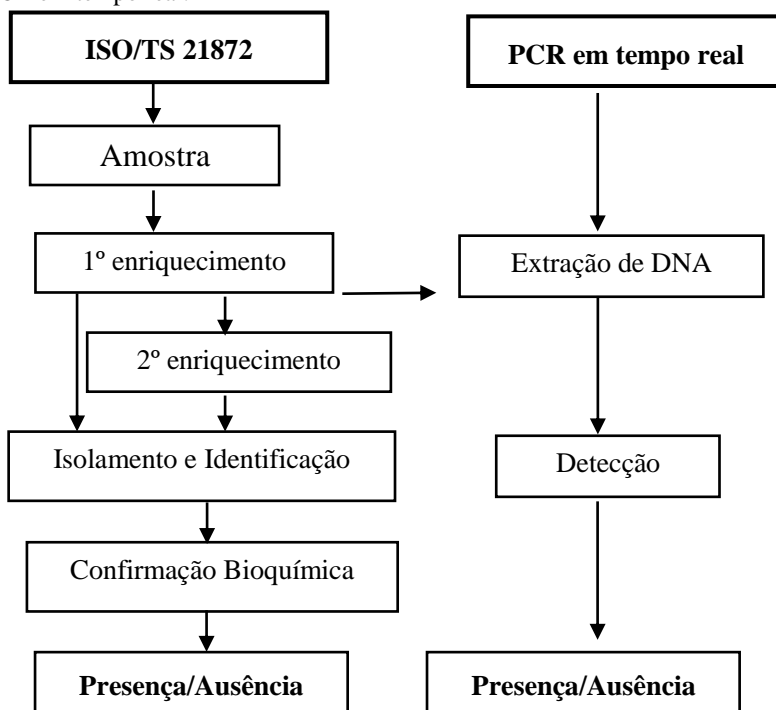 ISO/TS 21872
PCR em tempo real
Amostra
1º enriquecimento
Extração de DNA
2º enriquecimento
Isolamento e Identificação
Detecção
Confirmação Bioquímica
Presença/Ausência
Presença/Ausência